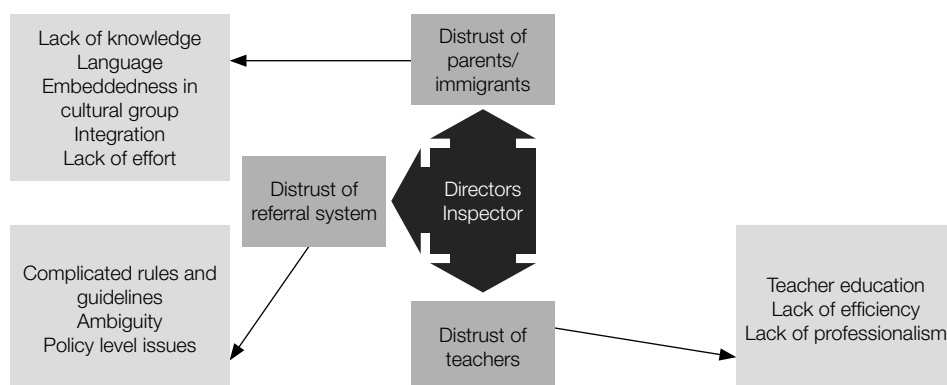 Lack of knowledge
Language
Embeddedness in
cultural group
Integration
Lack of effort
Distrust of
parents/
immigrants
Distrust of
referral system
Directors
Inspector
Complicated rules and
guidelines
Ambiguity
Policy level issues
Distrust of
teachers
Teacher education
Lack of efficiency
Lack of professionalism